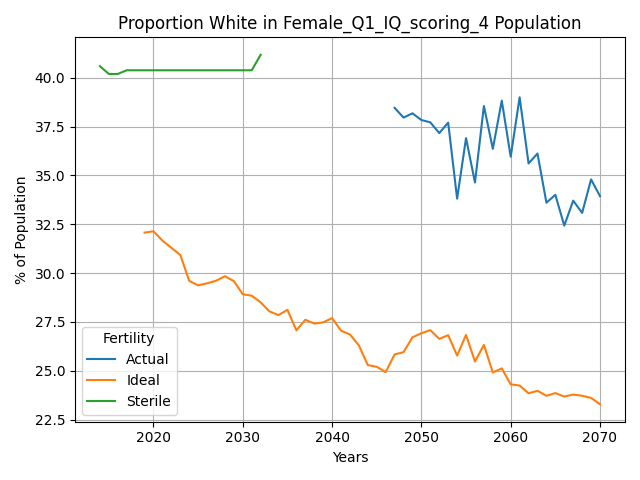 Proportion White in Female_Q1_IQ_scoring_4 Population
% of Population
40.0
37.5
35.0
32.5
30.0
27.5
25.0
22.5
Fertility
Actual
Ideal
Sterile
2020 2030 2040 2050 2060 2070
Years